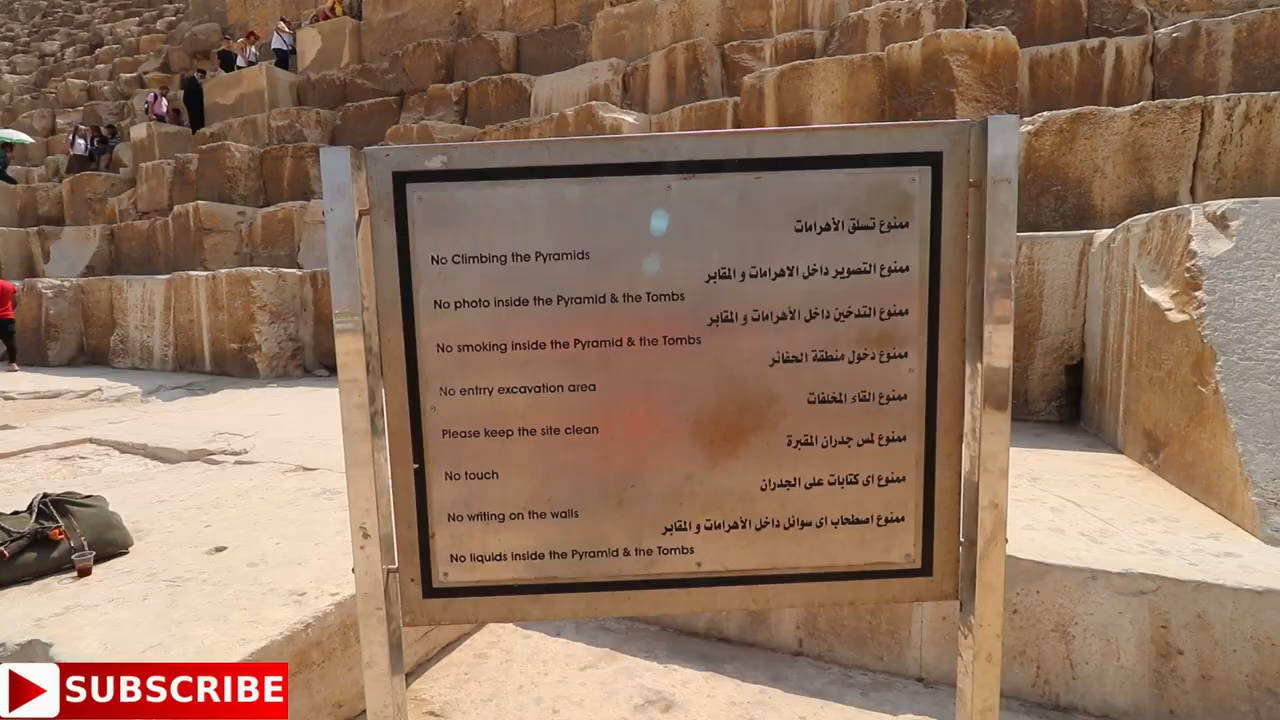 ممنوع تسلق الأهرامات
No Climbing the Pyramids
ممنوع التصوير داخل الاهرامات و المقابر
No photo inside the Pyramid & the Tombs
ممنوع التدخين داخل الأهرامات و المقابر
No smoking inside the Pyramid & the Tombs
ممنوع دخول منطقة الحفائر
No entrry excavation area
ممنوع القاء المخلفات
Please keep the site clean
ممنوع لمس جدران المقبرة
No touch
ممنوع اى كتابات على الجدران
No writing on the walls
ممنوع اصطحاب اى سوائل داخل الأهرامات و المقابر
No liquids inside the Pyramid & the Tombs
SUBSCRIBE